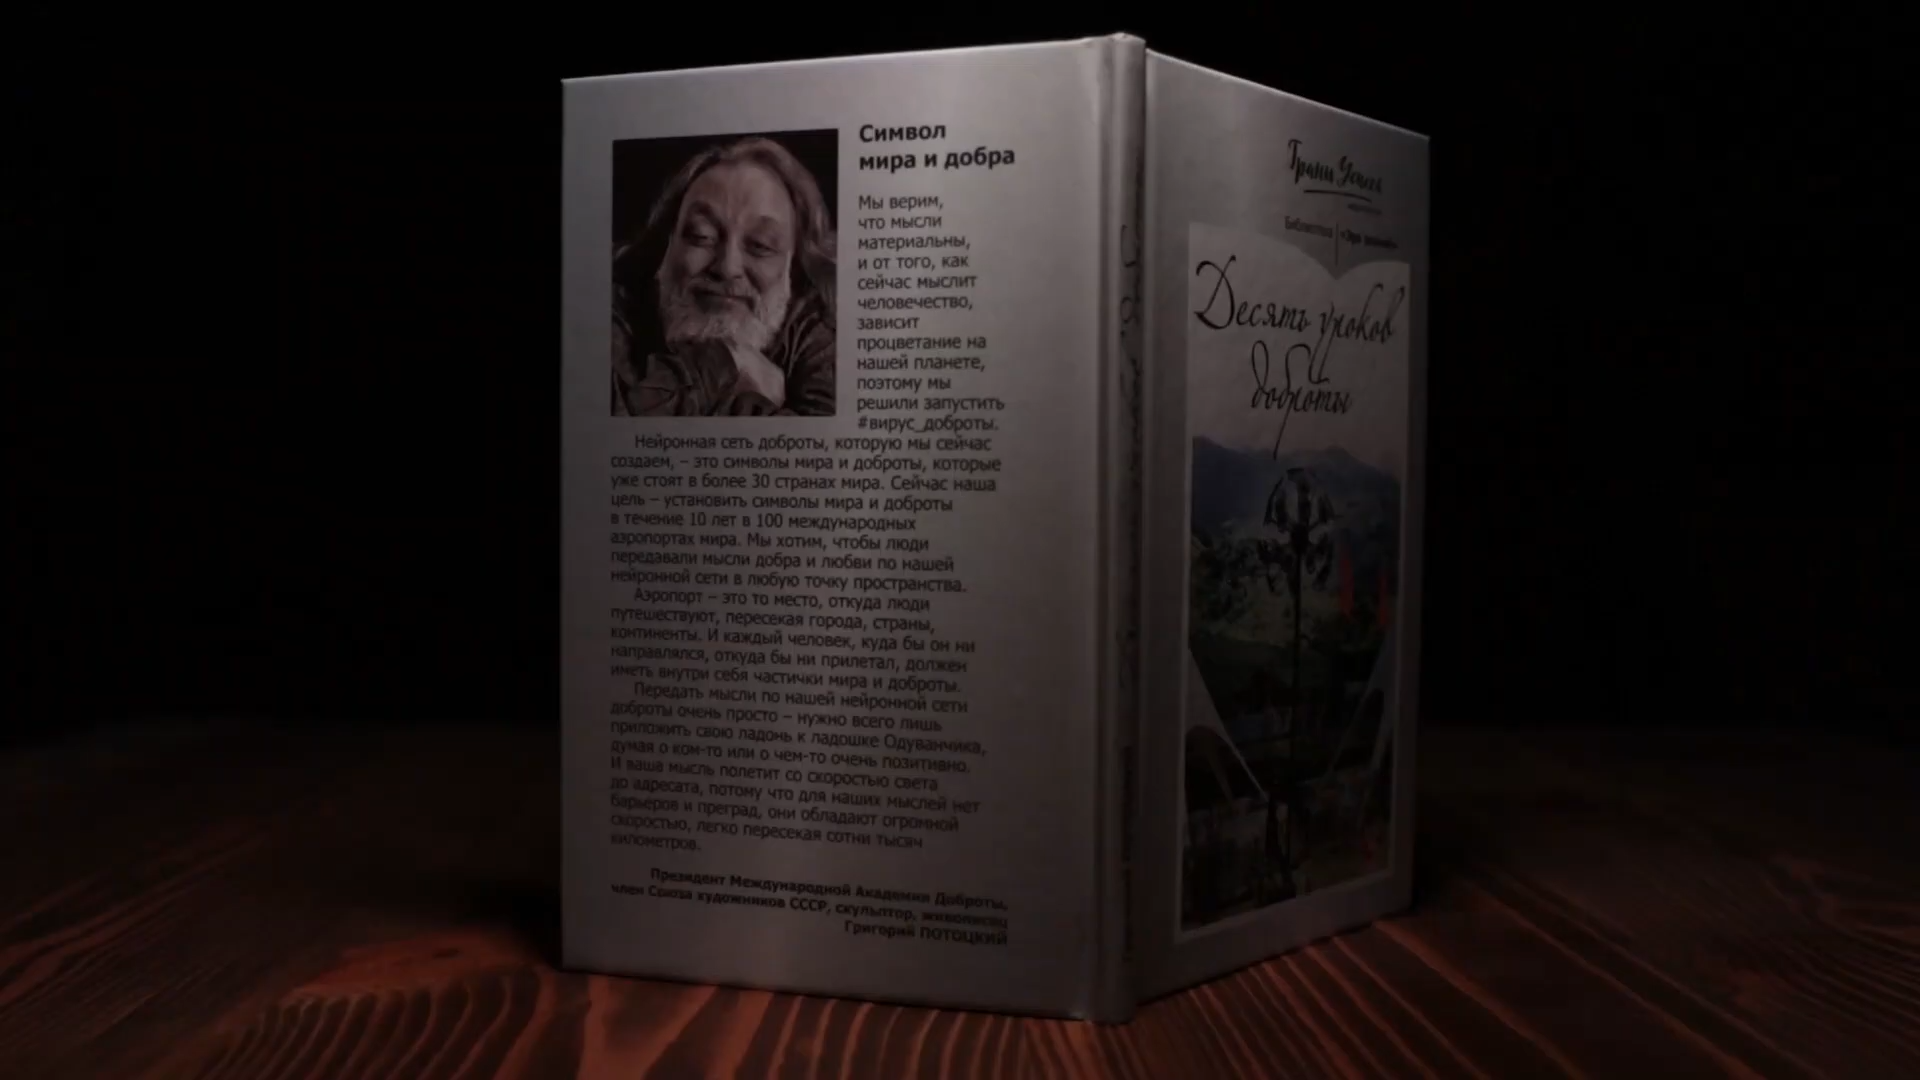 Символ
мира и добра
Мы верим,
что мысли
материальны,
и от того, как
сейчас мыслит
человечество,
зависит
процветание на
нашей планете,
поэтому мы
решили запустить
#вирус_доброты.
Нейронная сеть доброты, которую мы сейчас
создаем, – это символы мира и доброты, которые
уже стоят в более 30 странах мира. Сейчас наша
цель – установить символы мира и доброты
в течение 10 лет в 100 международных
аэропортах мира. Мы хотим, чтобы люди
передавали мысли добра и любви по нашей
нейронной сети в любую точку пространства.
Аэропорт – это то место, откуда люди
путешествуют, пересекая города, страны,
континенты. И каждый человек, куда бы он ни
направлялся, откуда бы ни прилетал, должен
иметь внутри себя частички мира и доброты.
Передать мысли по нашей нейронной сети
доброты очень просто – нужно всего лишь
приложить свою ладонь к ладошке Одуванчика,
думая о ком-то или о чем-то очень позитивно.
И ваша мысль полетит со скоростью света
до адресата, потому что для наших мыслей нет
барьеров и преград, они обладают огромной
скоростью, легко пересекая сотни тысяч
километров.
Президент Международной Академии Доброты,
член Союза художников СССР, скульптор, живописец
Григорий ПОТОЦКИЙ
Грани Успеха
Библиотека
Десять уроков
доброты